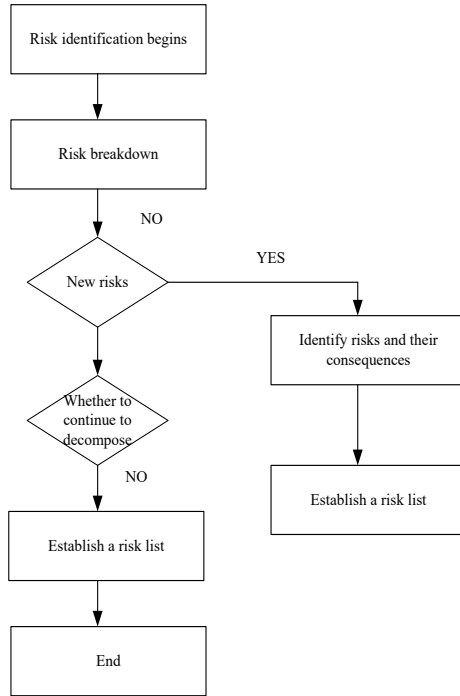 Risk identification begins
Risk breakdown
NO
New risks
YES
Identify risks and their
consequences
Whether to
continue to
decompose
NO
Establish a risk list
Establish a risk list
End